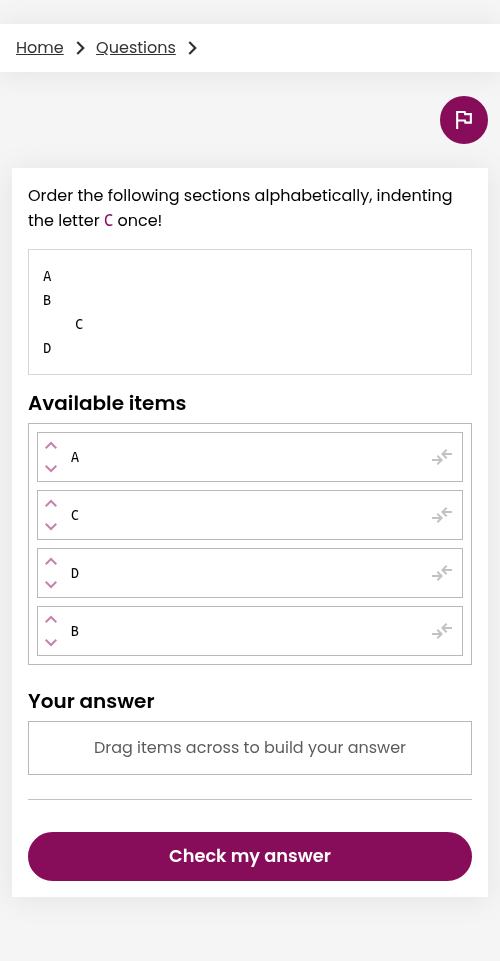 Home Questions
Order the following sections alphabetically, indenting
the letter C once!
A
B
    C
D
Available items
A
C
D
B
Your answer
Drag items across to build your answer
Check my answer